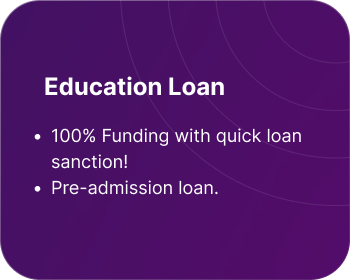 Education Loan
• 100% Funding with quick loan
sanction!
• Pre-admission loan.